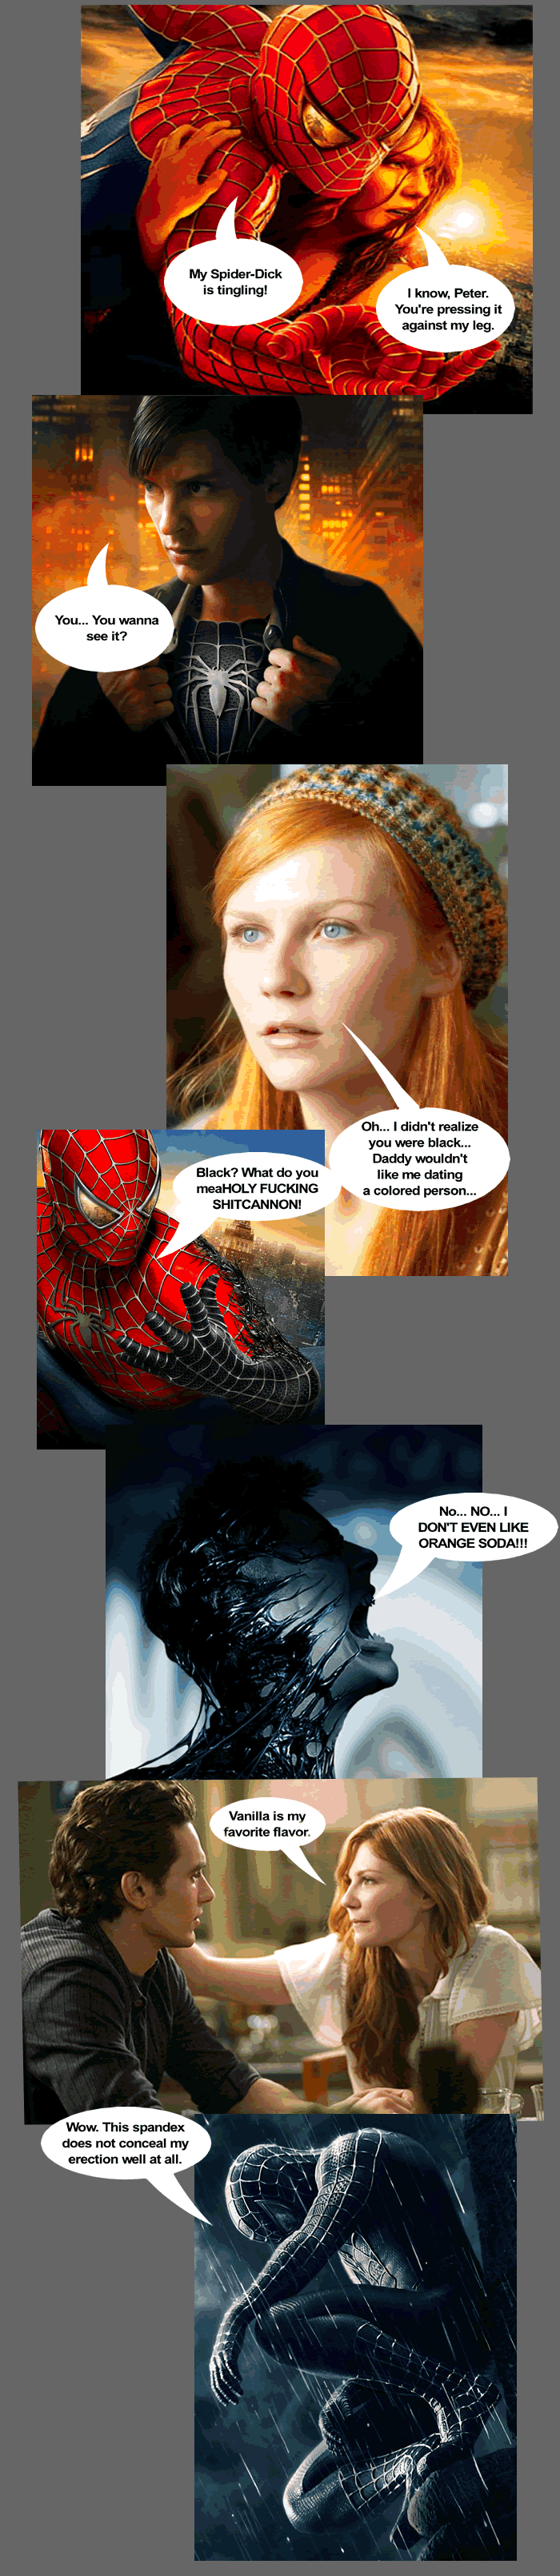 My Spider-Dick
is tingling!
I know, Peter.
You're pressing it
against my leg.
You... You wanna
see it?
Oh... I didn't realize
you were black...
Daddy wouldn't
like me dating
a colored person...
Black? What do you
meaHOLY FUCKING
SHITCANNON!
No... NO... I
DON'T EVEN LIKE
ORANGE SODA!!!
Vanilla is my
favorite flavor.
Wow. This spandex
does not conceal my
erection well at all.